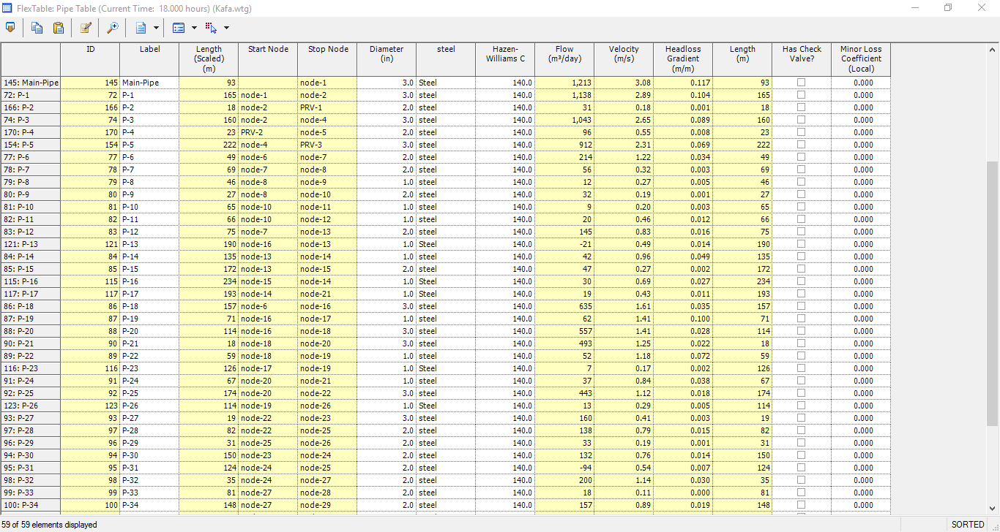 FlexTable: Pipe Table (Current Time: 18.000 hours) (Kafa.wtg)
ID Label Length (Scaled) (m) Start Node Stop Node Diameter (in) steel Hazen-Williams C Flow (m³/day) Velocity (m/s) Headloss Gradient (m/m) Length (m) Has Check Valve? Minor Loss Coefficient (Local)
145: Main-Pipe 145 Main-Pipe 93 node-1 3.0 Steel 140.0 1,213 3.08 0.117 93 0.000
72: P-1 72 P-1 165 node-1 node-2 3.0 steel 140.0 1,138 2.89 0.104 165 0.000
166: P-2 166 P-2 18 node-2 PRV-1 2.0 steel 140.0 31 0.18 0.001 18 0.000
74: P-3 74 P-3 160 node-2 node-4 3.0 steel 140.0 1,043 2.65 0.089 160 0.000
170: P-4 170 P-4 23 PRV-2 node-5 2.0 steel 140.0 96 0.55 0.008 23 0.000
154: P-5 154 P-5 222 node-4 PRV-3 3.0 steel 140.0 912 2.31 0.069 222 0.000
77: P-6 77 P-6 49 node-6 node-7 2.0 steel 140.0 214 1.22 0.034 49 0.000
78: P-7 78 P-7 69 node-7 node-8 2.0 steel 140.0 56 0.32 0.003 69 0.000
79: P-8 79 P-8 46 node-8 node-9 1.0 steel 140.0 12 0.27 0.005 46 0.000
80: P-9 80 P-9 27 node-8 node-10 2.0 steel 140.0 32 0.19 0.001 27 0.000
81: P-10 81 P-10 65 node-10 node-11 1.0 steel 140.0 9 0.20 0.003 65 0.000
82: P-11 82 P-11 66 node-10 node-12 1.0 steel 140.0 20 0.46 0.012 66 0.000
83: P-12 83 P-12 75 node-7 node-13 2.0 steel 140.0 145 0.83 0.016 75 0.000
121: P-13 121 P-13 190 node-16 node-13 1.0 Steel 140.0 -21 0.49 0.014 190 0.000
84: P-14 84 P-14 135 node-13 node-14 1.0 steel 140.0 42 0.96 0.049 135 0.000
85: P-15 85 P-15 172 node-13 node-15 2.0 steel 140.0 47 0.27 0.002 172 0.000
115: P-16 115 P-16 234 node-15 node-14 1.0 Steel 140.0 30 0.69 0.027 234 0.000
117: P-17 117 P-17 193 node-14 node-21 1.0 Steel 140.0 19 0.43 0.011 193 0.000
86: P-18 86 P-18 157 node-6 node-16 3.0 steel 140.0 635 1.61 0.035 157 0.000
87: P-19 87 P-19 71 node-16 node-17 1.0 steel 140.0 62 1.41 0.100 71 0.000
88: P-20 88 P-20 114 node-16 node-18 3.0 steel 140.0 557 1.41 0.028 114 0.000
90: P-21 90 P-21 18 node-18 node-20 3.0 steel 140.0 493 1.25 0.022 18 0.000
89: P-22 89 P-22 59 node-18 node-19 1.0 steel 140.0 52 1.18 0.072 59 0.000
116: P-23 116 P-23 126 node-17 node-19 1.0 Steel 140.0 7 0.17 0.002 126 0.000
91: P-24 91 P-24 67 node-20 node-21 1.0 steel 140.0 37 0.84 0.038 67 0.000
92: P-25 92 P-25 174 node-20 node-22 3.0 steel 140.0 443 1.12 0.018 174 0.000
123: P-26 123 P-26 114 node-19 node-26 1.0 Steel 140.0 13 0.29 0.005 114 0.000
93: P-27 93 P-27 19 node-22 node-23 3.0 steel 140.0 160 0.41 0.003 19 0.000
97: P-28 97 P-28 82 node-22 node-25 2.0 steel 140.0 138 0.79 0.015 82 0.000
96: P-29 96 P-29 31 node-25 node-26 2.0 steel 140.0 33 0.19 0.001 31 0.000
94: P-30 94 P-30 150 node-23 node-24 2.0 steel 140.0 132 0.76 0.014 150 0.000
95: P-31 95 P-31 124 node-24 node-25 2.0 steel 140.0 -94 0.54 0.007 124 0.000
98: P-32 98 P-32 35 node-24 node-27 2.0 steel 140.0 200 1.14 0.030 35 0.000
99: P-33 99 P-33 81 node-27 node-28 2.0 steel 140.0 18 0.11 0.000 81 0.000
100: P-34 100 P-34 148 node-27 node-29 2.0 steel 140.0 157 0.89 0.019 148 0.000
59 of 59 elements displayed SORTED